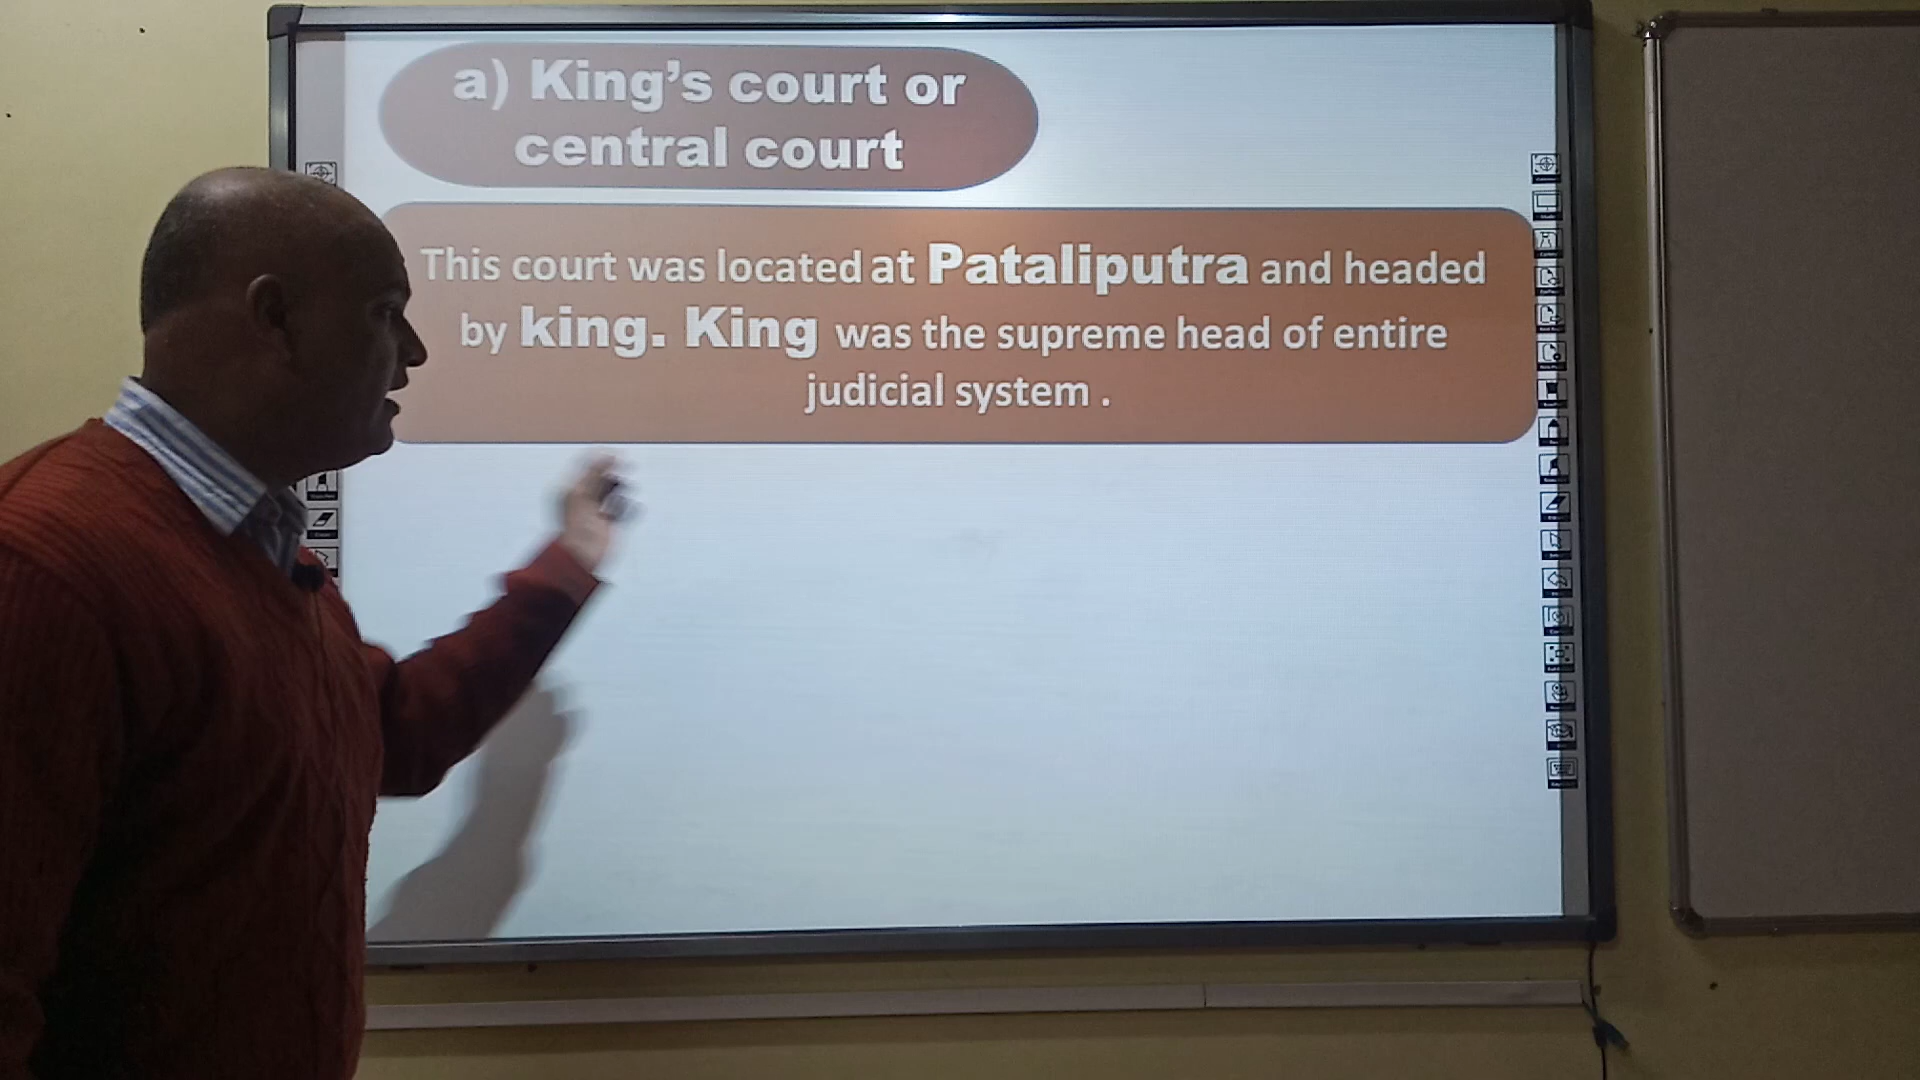 a) King's court or
central court
This court was located at Pataliputra and headed
by king. King was the supreme head of entire
judicial system .